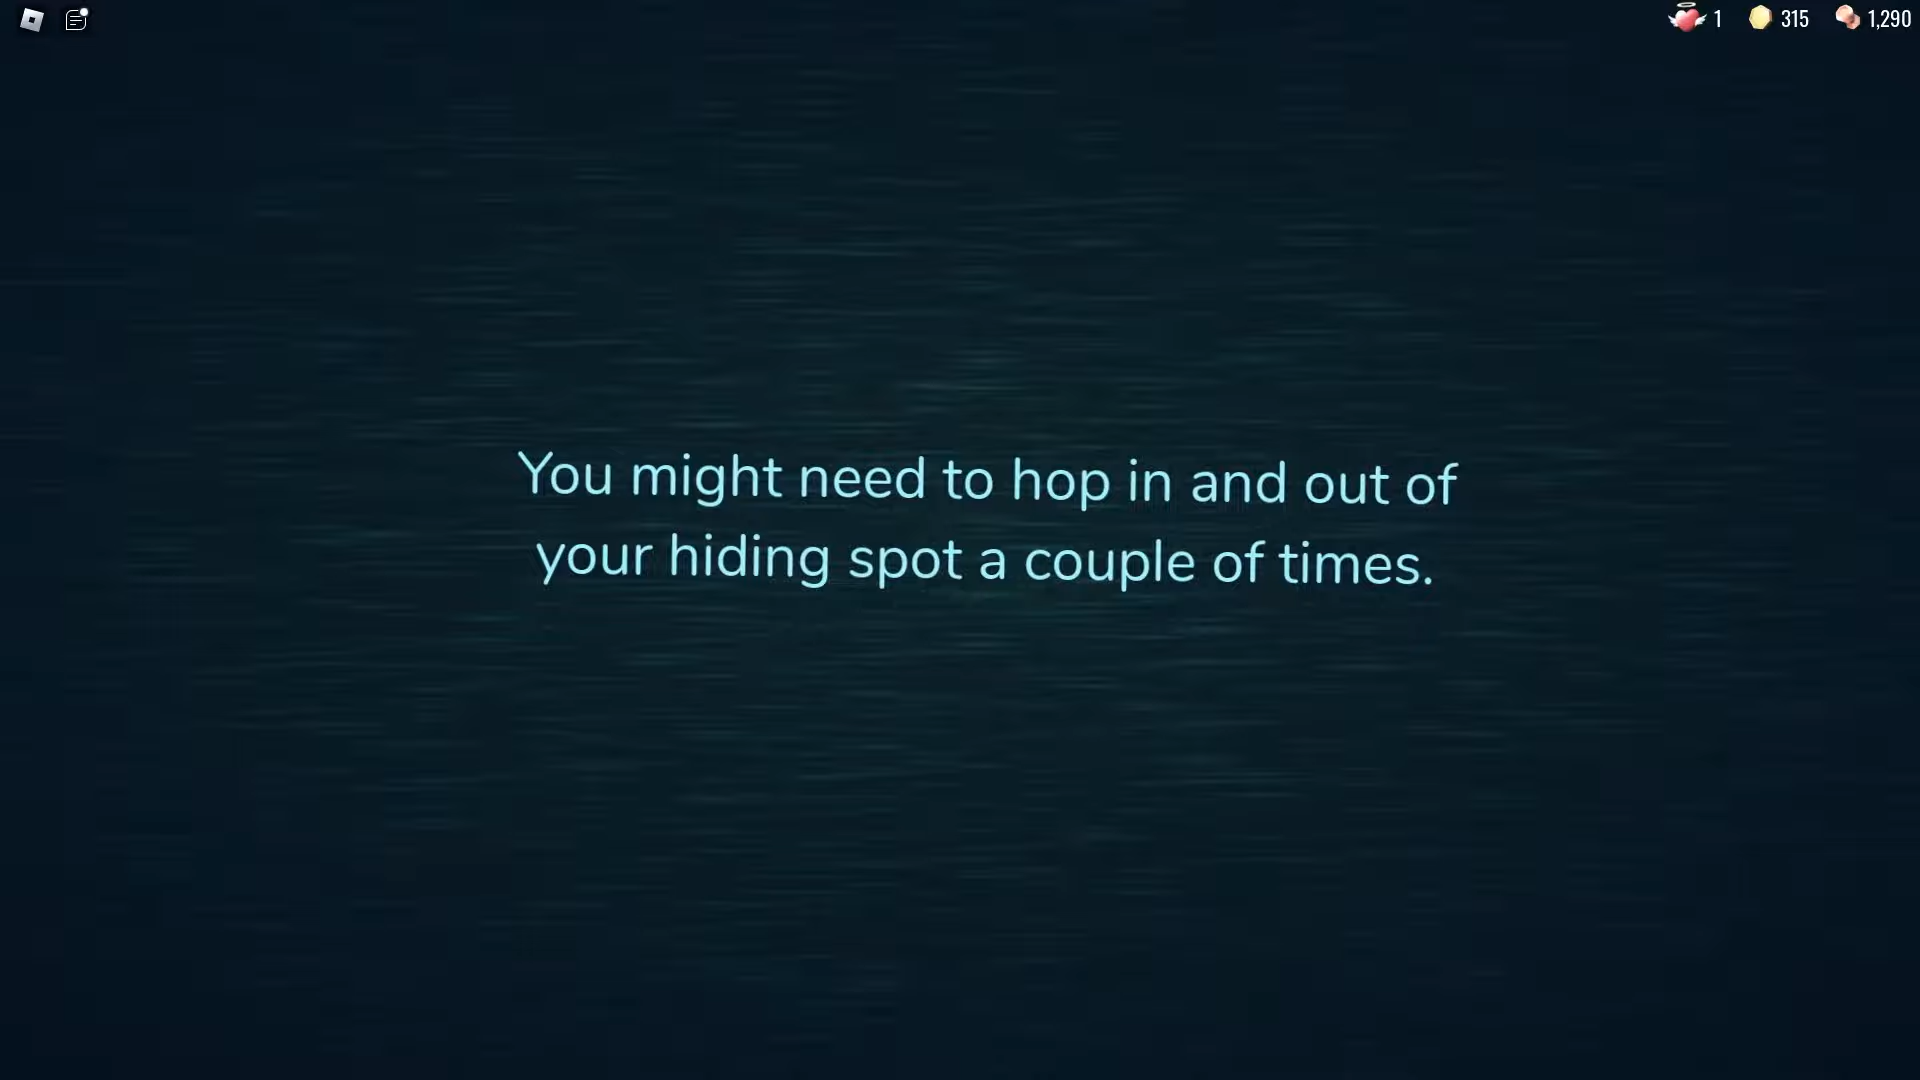 1 315 1,290
You might need to hop in and out of
your hiding spot a couple of times.